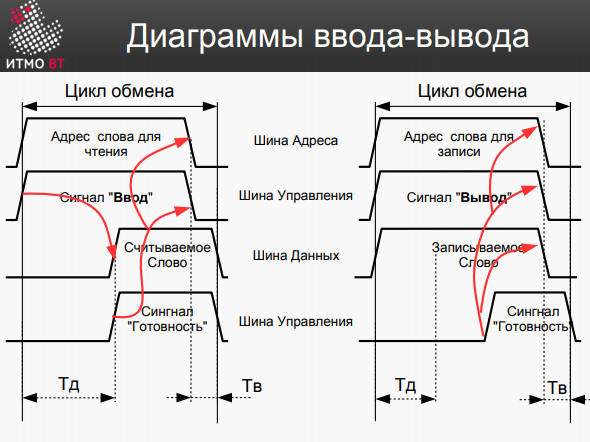 ИТМО ВТ
Диаграммы ввода-вывода
Цикл обмена
Цикл обмена
Адрес слова для
чтения
Шина Адреса
Адрес слова для
записи
Сигнал "Ввод"
Шина Управления
Сигнал "Вывод"
Считываемое
Слово
Шина Данных
Записываемое
Слово
Сингнал
"Готовность"
Шина Управления
Сингнал
"Готовность
Тд
Тв
Тд
Тв